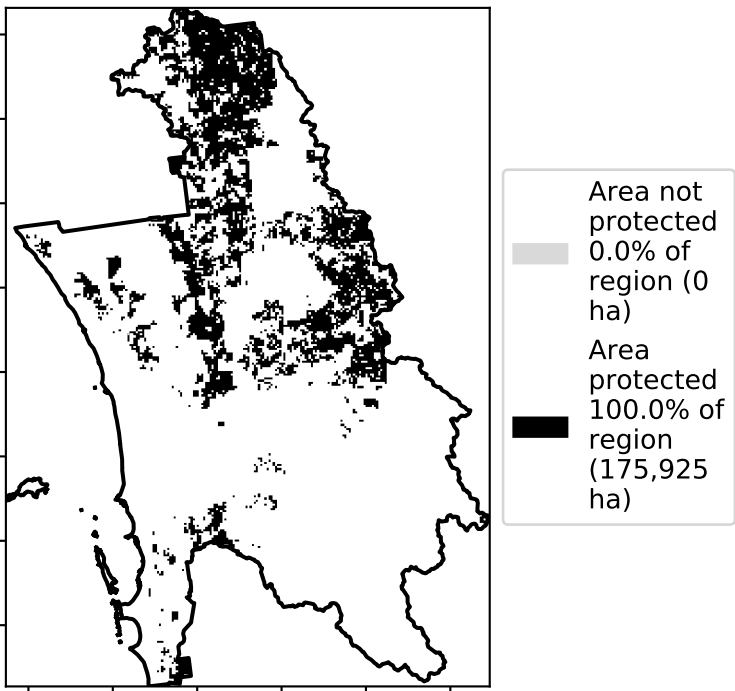 Area not
protected
0.0% of
region (0
ha)
Area
protected
100.0% of
region
(175,925
ha)